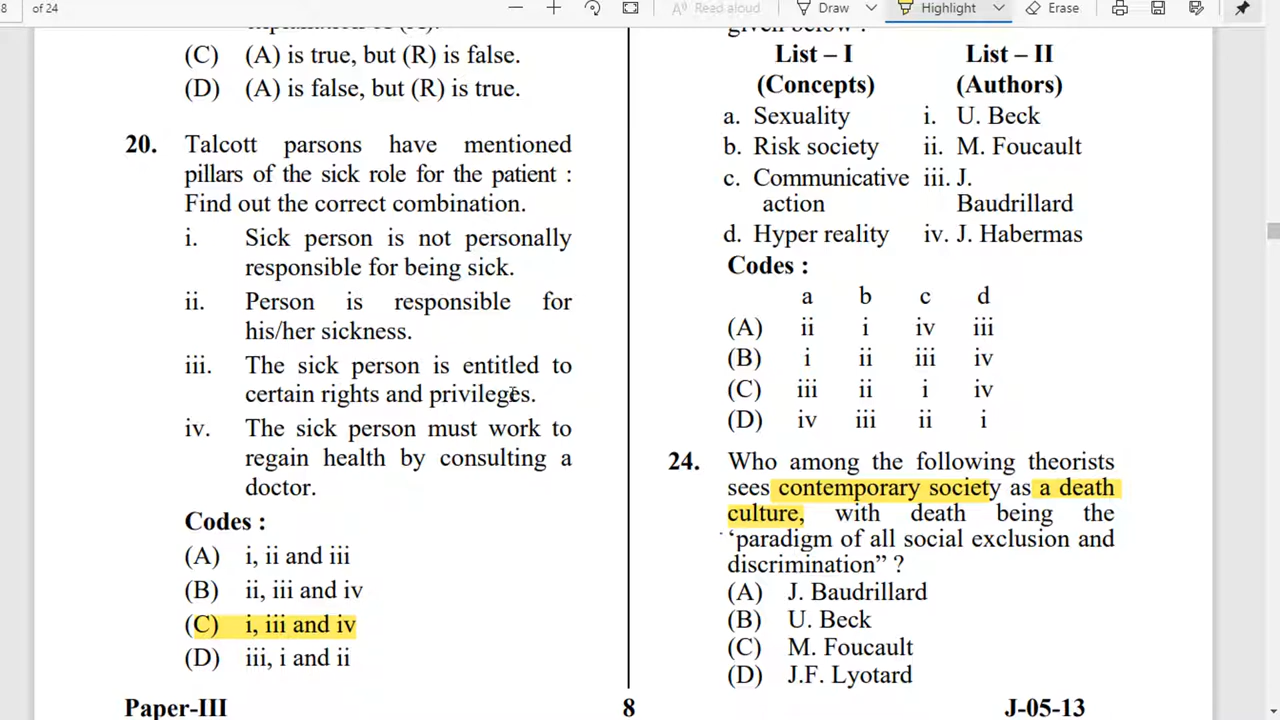 8 of 24 Read aloud Draw Highlight Erase
(C) (A) is true, but (R) is false.
(D) (A) is false, but (R) is true.
20. Talcott parsons have mentioned
pillars of the sick role for the patient :
Find out the correct combination.
i. Sick person is not personally
responsible for being sick.
ii. Person is responsible for
his/her sickness.
iii. The sick person is entitled to
certain rights and privileges.
iv. The sick person must work to
regain health by consulting a
doctor.
Codes :
(A) i, ii and iii
(B) ii, iii and iv
(C) i, iii and iv
(D) iii, i and ii
given below :
List – I List – II
(Concepts) (Authors)
a. Sexuality i. U. Beck
b. Risk society ii. M. Foucault
c. Communicative iii. J.
action Baudrillard
d. Hyper reality iv. J. Habermas
Codes :
a b c d
(A) ii i iv iii
(B) i ii iii iv
(C) iii ii i iv
(D) iv iii ii i
24. Who among the following theorists
sees contemporary society as a death
culture, with death being the
‘paradigm of all social exclusion and
discrimination” ?
(A) J. Baudrillard
(B) U. Beck
(C) M. Foucault
(D) J.F. Lyotard
Paper-III 8 J-05-13